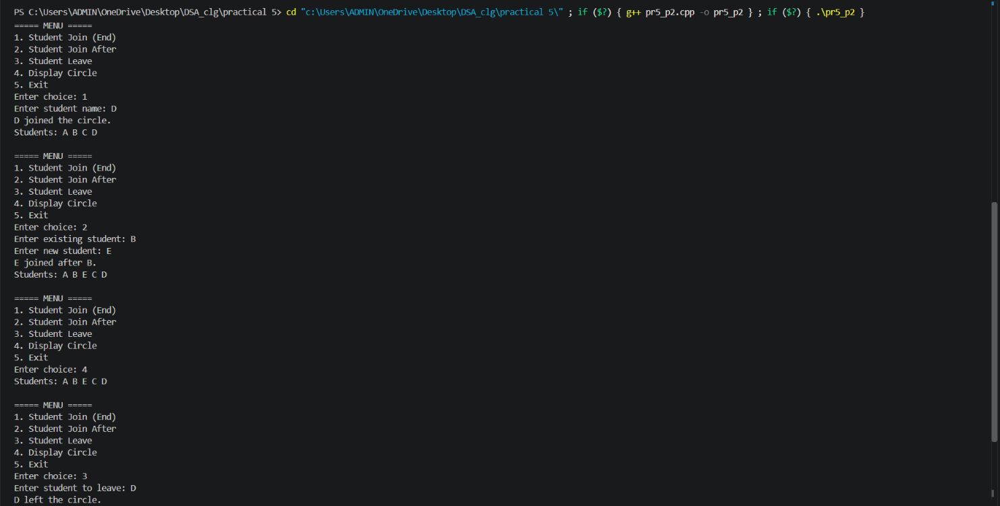 PS C:\Users\ADMIN\OneDrive\Desktop\DSA_clg\practical 5> cd "c:\Users\ADMIN\OneDrive\Desktop\DSA_clg\practical 5\" ; if ($?) { g++ pr5_p2.cpp -o pr5_p2 } ; if ($?) { .\pr5_p2 }
===== MENU =====
1. Student Join (End)
2. Student Join After
3. Student Leave
4. Display Circle
5. Exit
Enter choice: 1
Enter student name: D
D joined the circle.
Students: A B C D

===== MENU =====
1. Student Join (End)
2. Student Join After
3. Student Leave
4. Display Circle
5. Exit
Enter choice: 2
Enter existing student: B
Enter new student: E
E joined after B.
Students: A B E C D

===== MENU =====
1. Student Join (End)
2. Student Join After
3. Student Leave
4. Display Circle
5. Exit
Enter choice: 4
Students: A B E C D

===== MENU =====
1. Student Join (End)
2. Student Join After
3. Student Leave
4. Display Circle
5. Exit
Enter choice: 3
Enter student to leave: D
D left the circle.